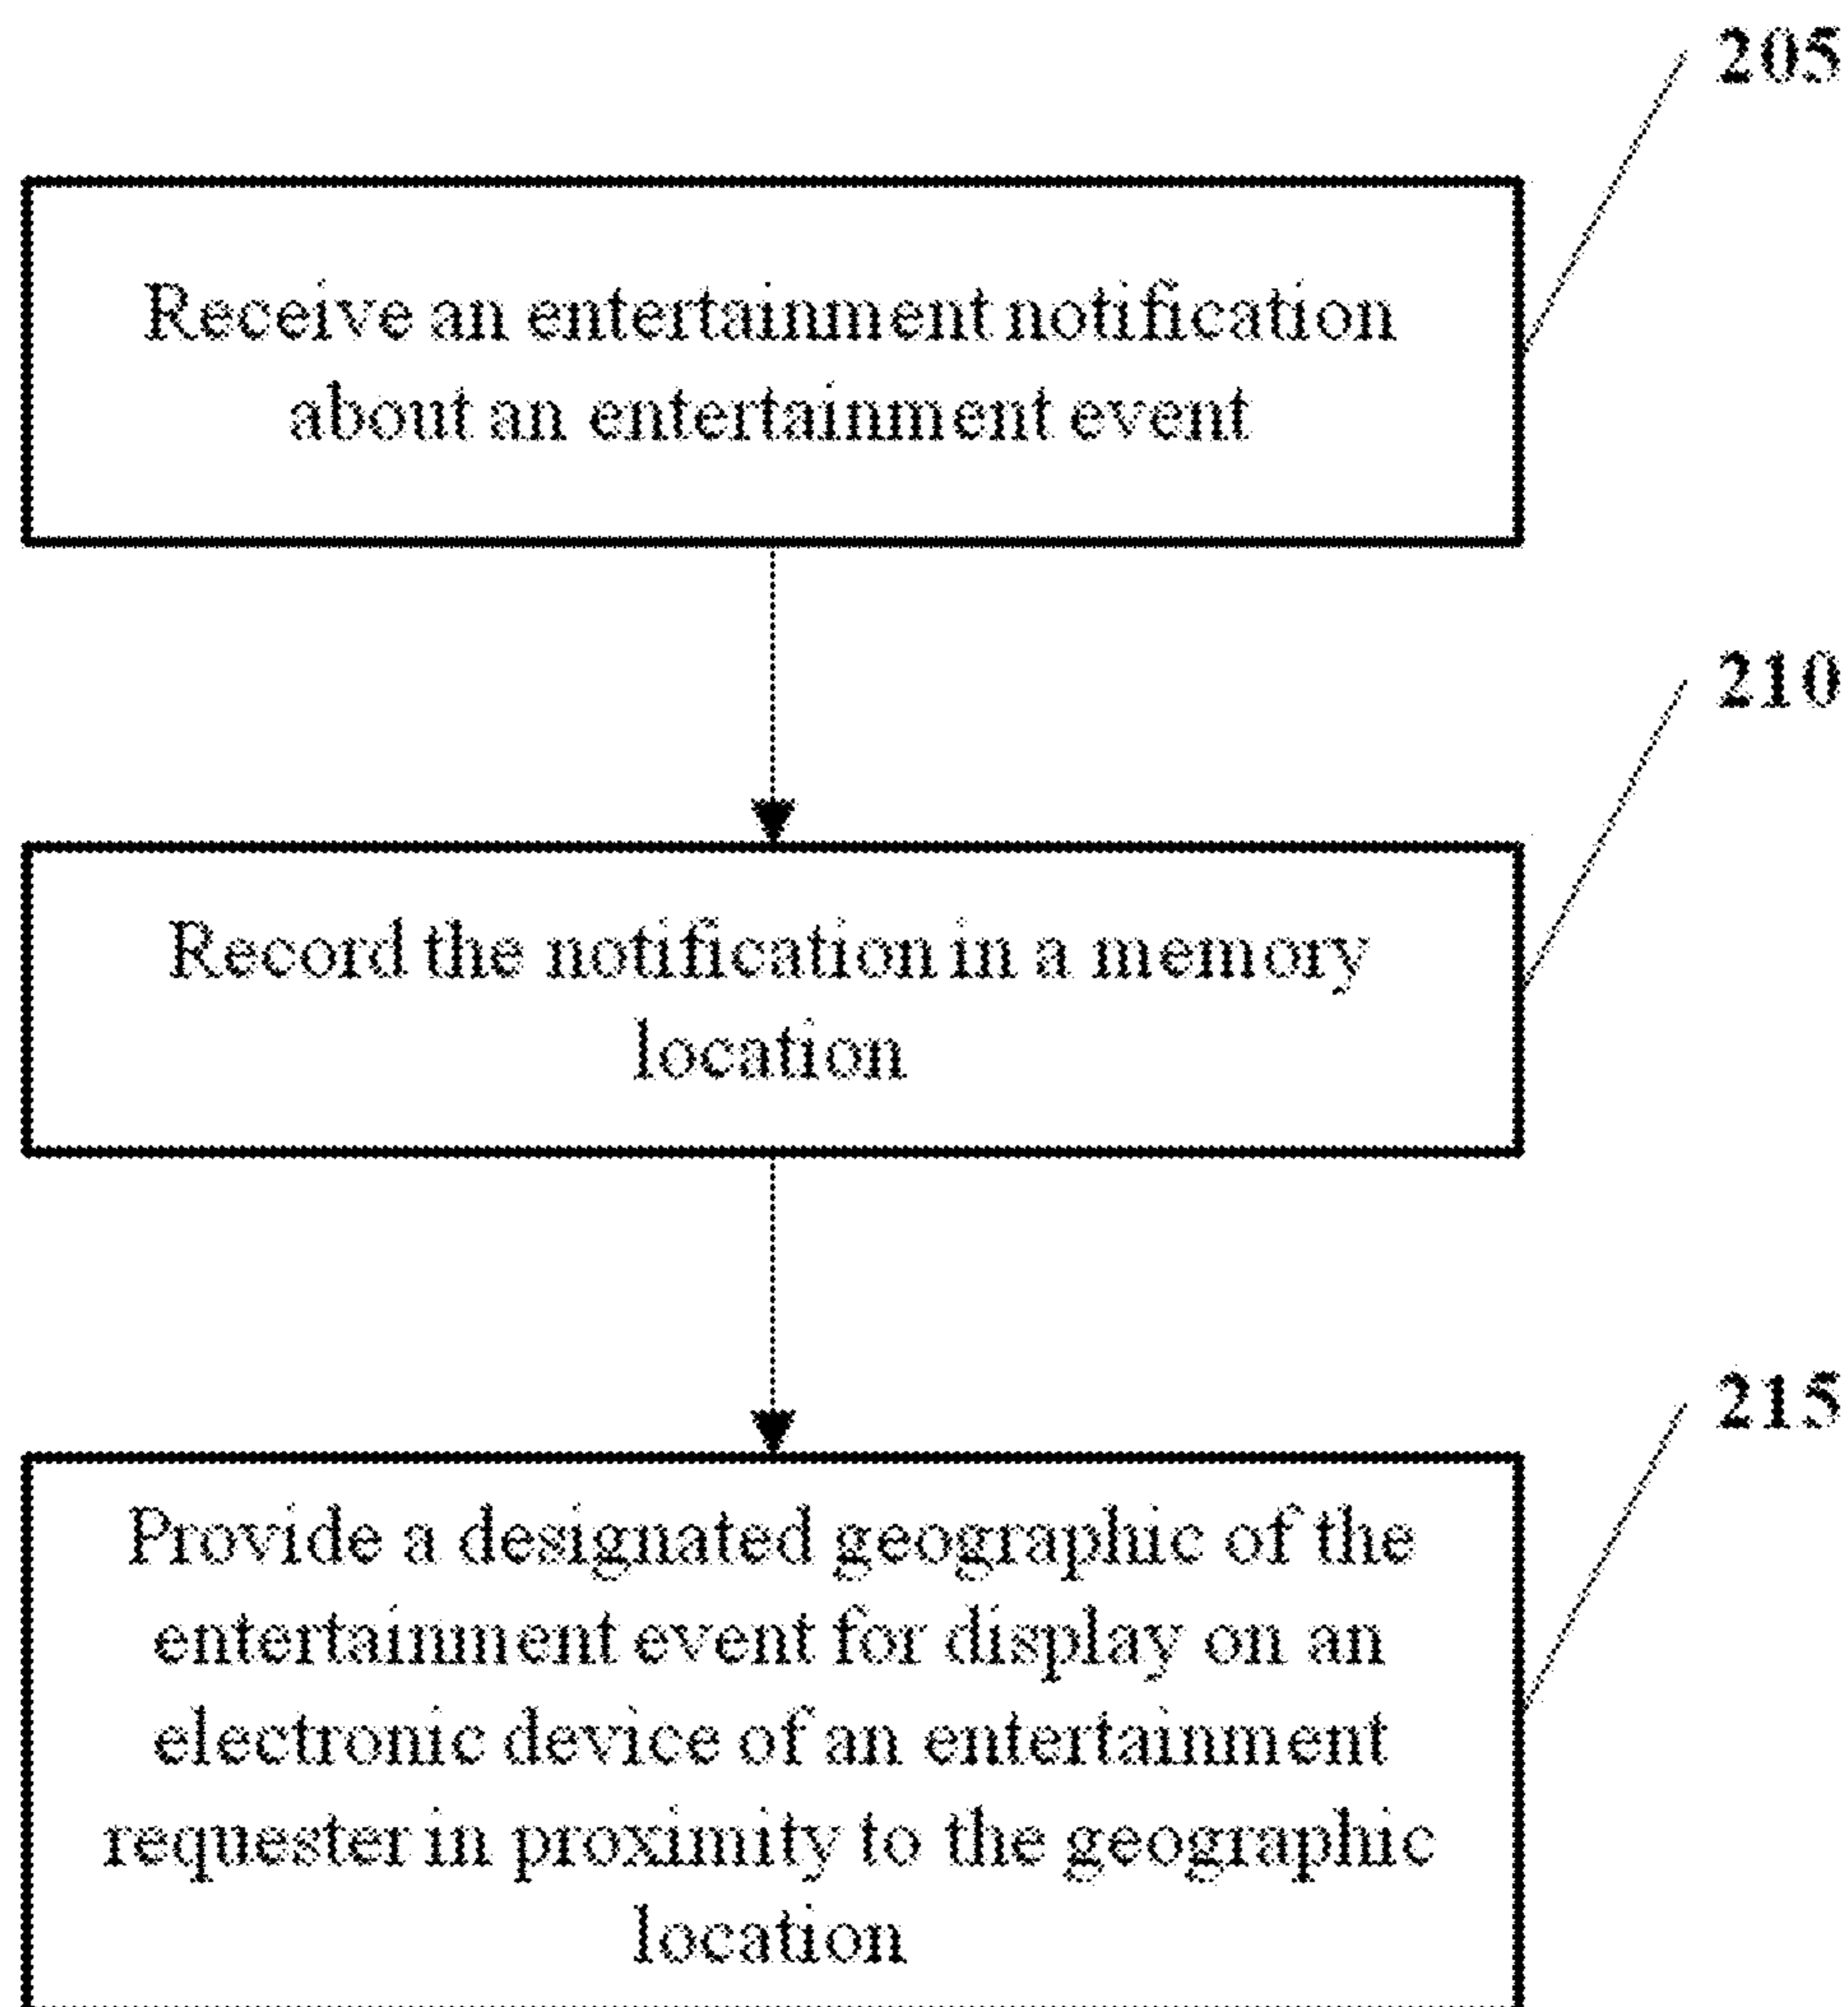 205
Receive an entertainment notification
about an entertainment event
210
Record the notification in a memory
location
215
Provide a designated geographic of the
entertainment event for display on an
electronic device of an entertainment
requester in proximity to the geographic
location